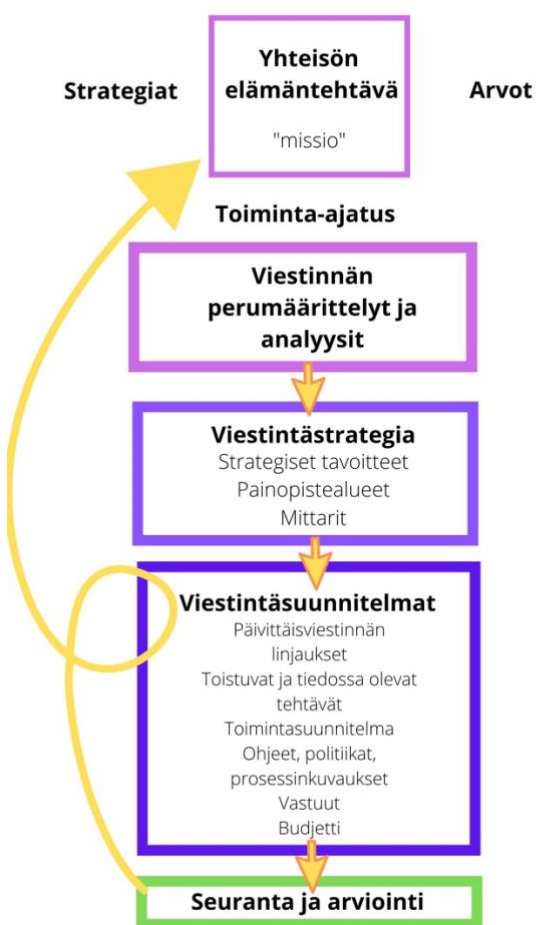 Yhteisön
Strategiat elämäntehtävä Arvot
"missio"
Toiminta-ajatus
Viestinnän
perumäärittelyt ja
analyysit
Viestintästrategia
Strategiset tavoitteet
Painopistealueet
Mittarit
Viestintäsuunnitelmat
Päivittäisviestinnän
linjaukset
Toistuvat ja tiedossa olevat
tehtävät
Toimintasuunnitelma
Ohjeet, politiikat,
prosessinkuvaukset
Vastuut
Budjetti
Seuranta ja arviointi